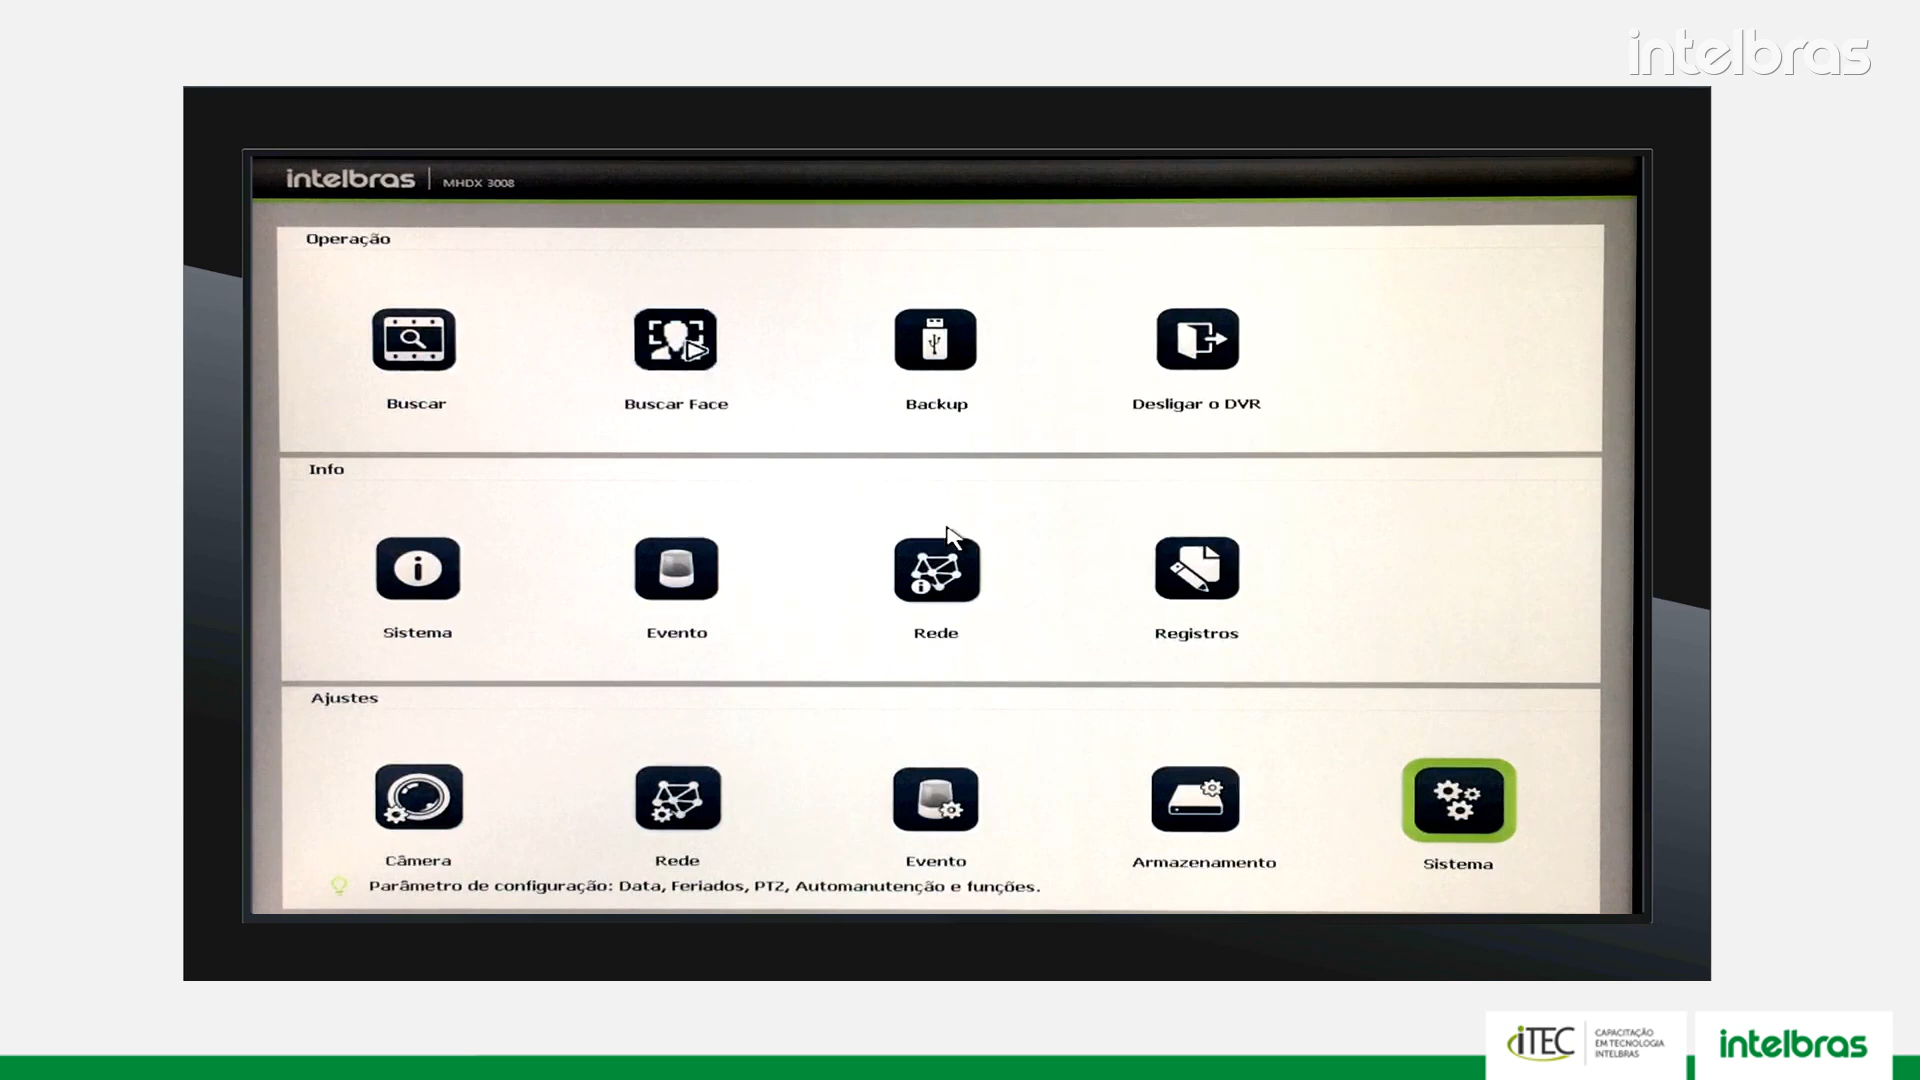 intelbras
intelbras | MHDX 3008
Operação
Buscar
Buscar Face
Backup
Desligar o DVR
Info
Sistema
Evento
Rede
Registros
Ajustes
Câmera
Rede
Evento
Armazenamento
Sistema
Parâmetro de configuração: Data, Feriados, PTZ, Automanutenção e funções.
iTEC
CAPACITAÇÃO
EM TECNOLOGIA
INTELBRAS
intelbras